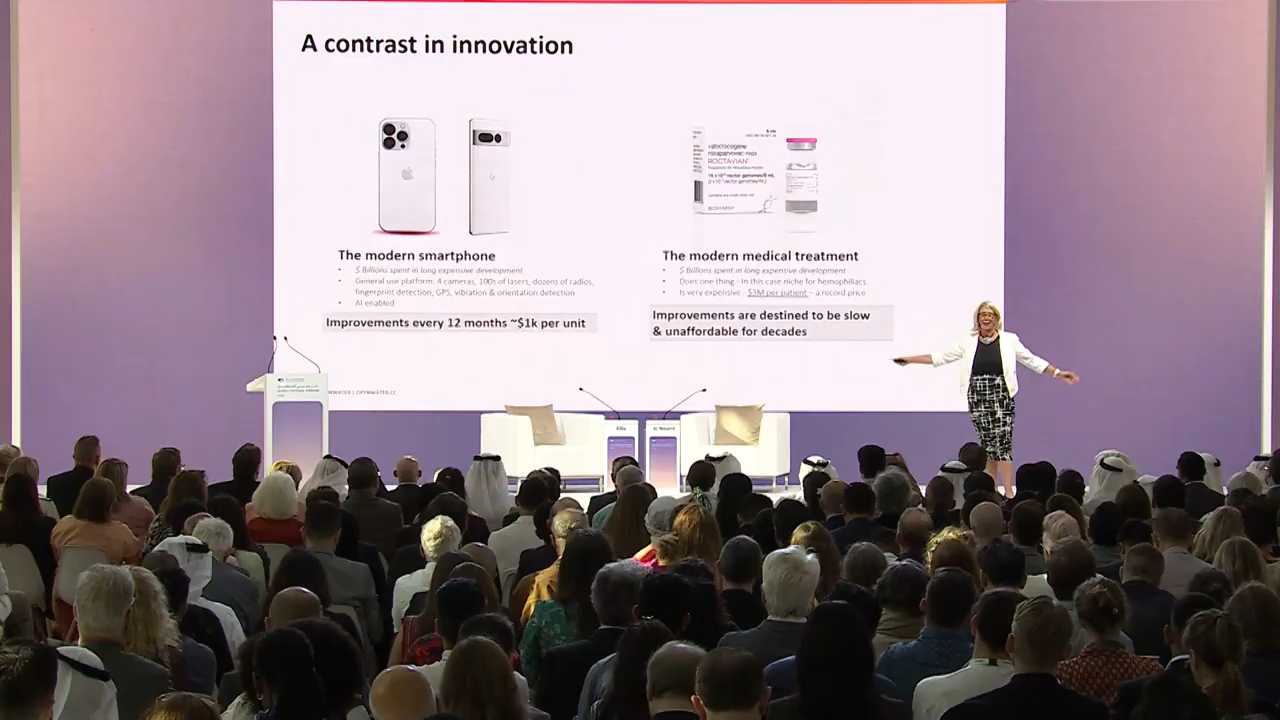 A contrast in innovation
valoctocogene
roxaparvovec-rvox
ROCTAVIAN
BIOMARIN
The modern smartphone
• $ Billions spent in long expensive development
• General use platform: 4 cameras, 100s of lasers, dozens of radios,
fingerprint detection, GPS, vibration & orientation detection
• AI enabled
Improvements every 12 months ~$1k per unit
The modern medical treatment
• $ Billions spent in long expensive development
• Does one thing - In this case niche for hemophiliacs
• Is very expensive - $3M per patient – a record price
Improvements are destined to be slow
& unaffordable for decades
NWATER | OPENWATER.CC